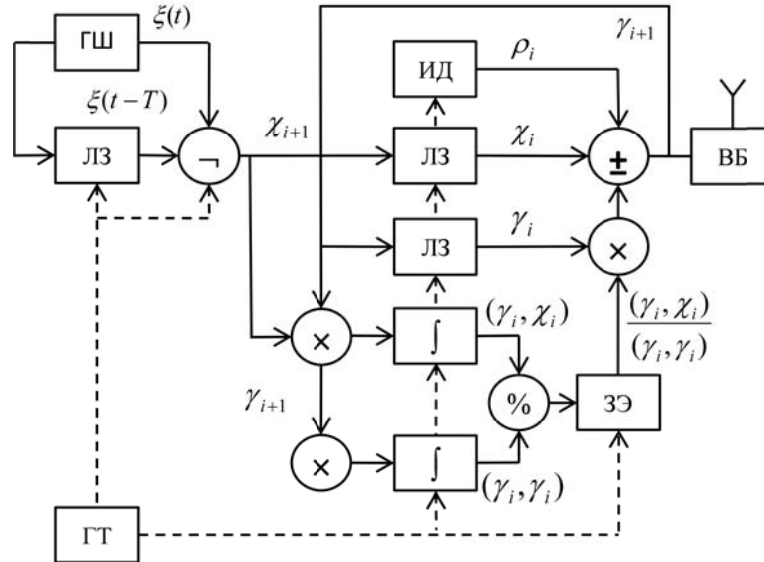 ГШ
ξ(t)
γ_{i+1}
ИД
ρ_i
ξ(t−T)
ЛЗ
¬
χ_{i+1}
ЛЗ
χ_i
±
ВБ
ЛЗ
γ_i
×
×
∫
(γ_i, χ_i)
(γ_i, χ_i)
(γ_i, γ_i)
γ_{i+1}
%
ЗЭ
×
∫
(γ_i, γ_i)
ГТ